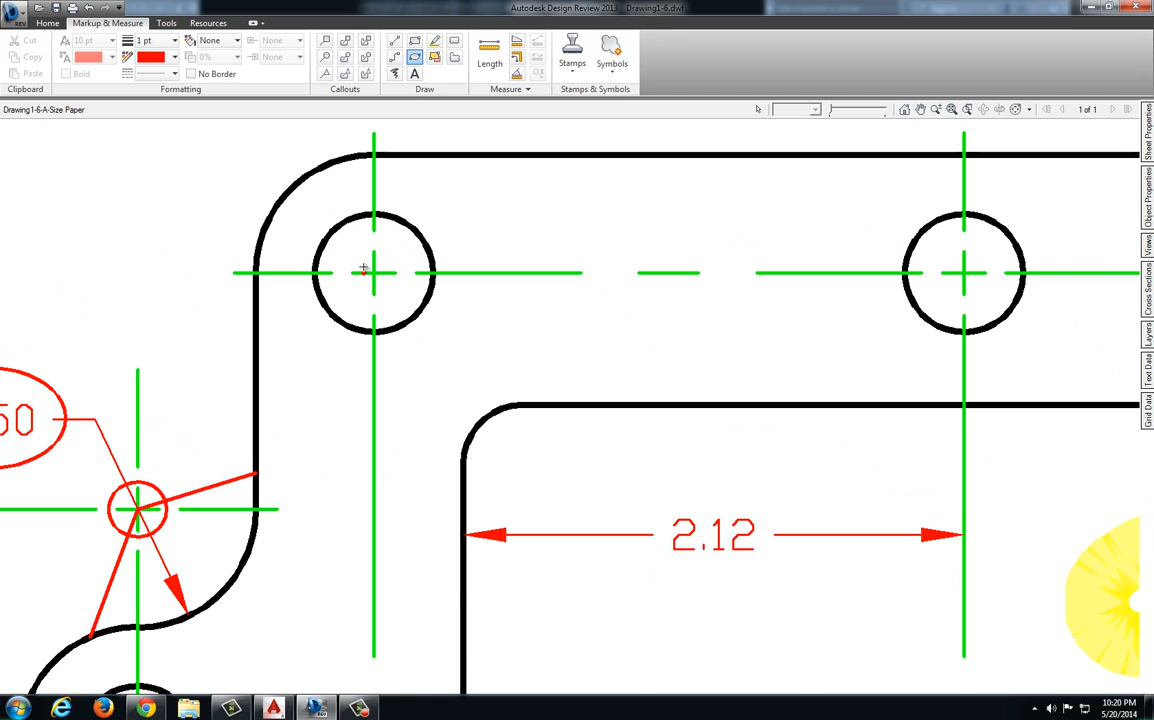 Autodesk Design Review 2013 Drawing1-6.dwf
REV
Home Markup & Measure Tools Resources
Cut 10 pt 1 pt None None
Copy 0% None
Paste Bold No Border A Length Stamps Symbols
Clipboard Formatting Callouts Draw Measure Stamps & Symbols
Drawing1-6-A-Size Paper 1 of 1
Sheet Properties
Object Properties
Views
Cross Sections
Layers
Text Data
Grid Data
50
2.12
10:20 PM
5/20/2014